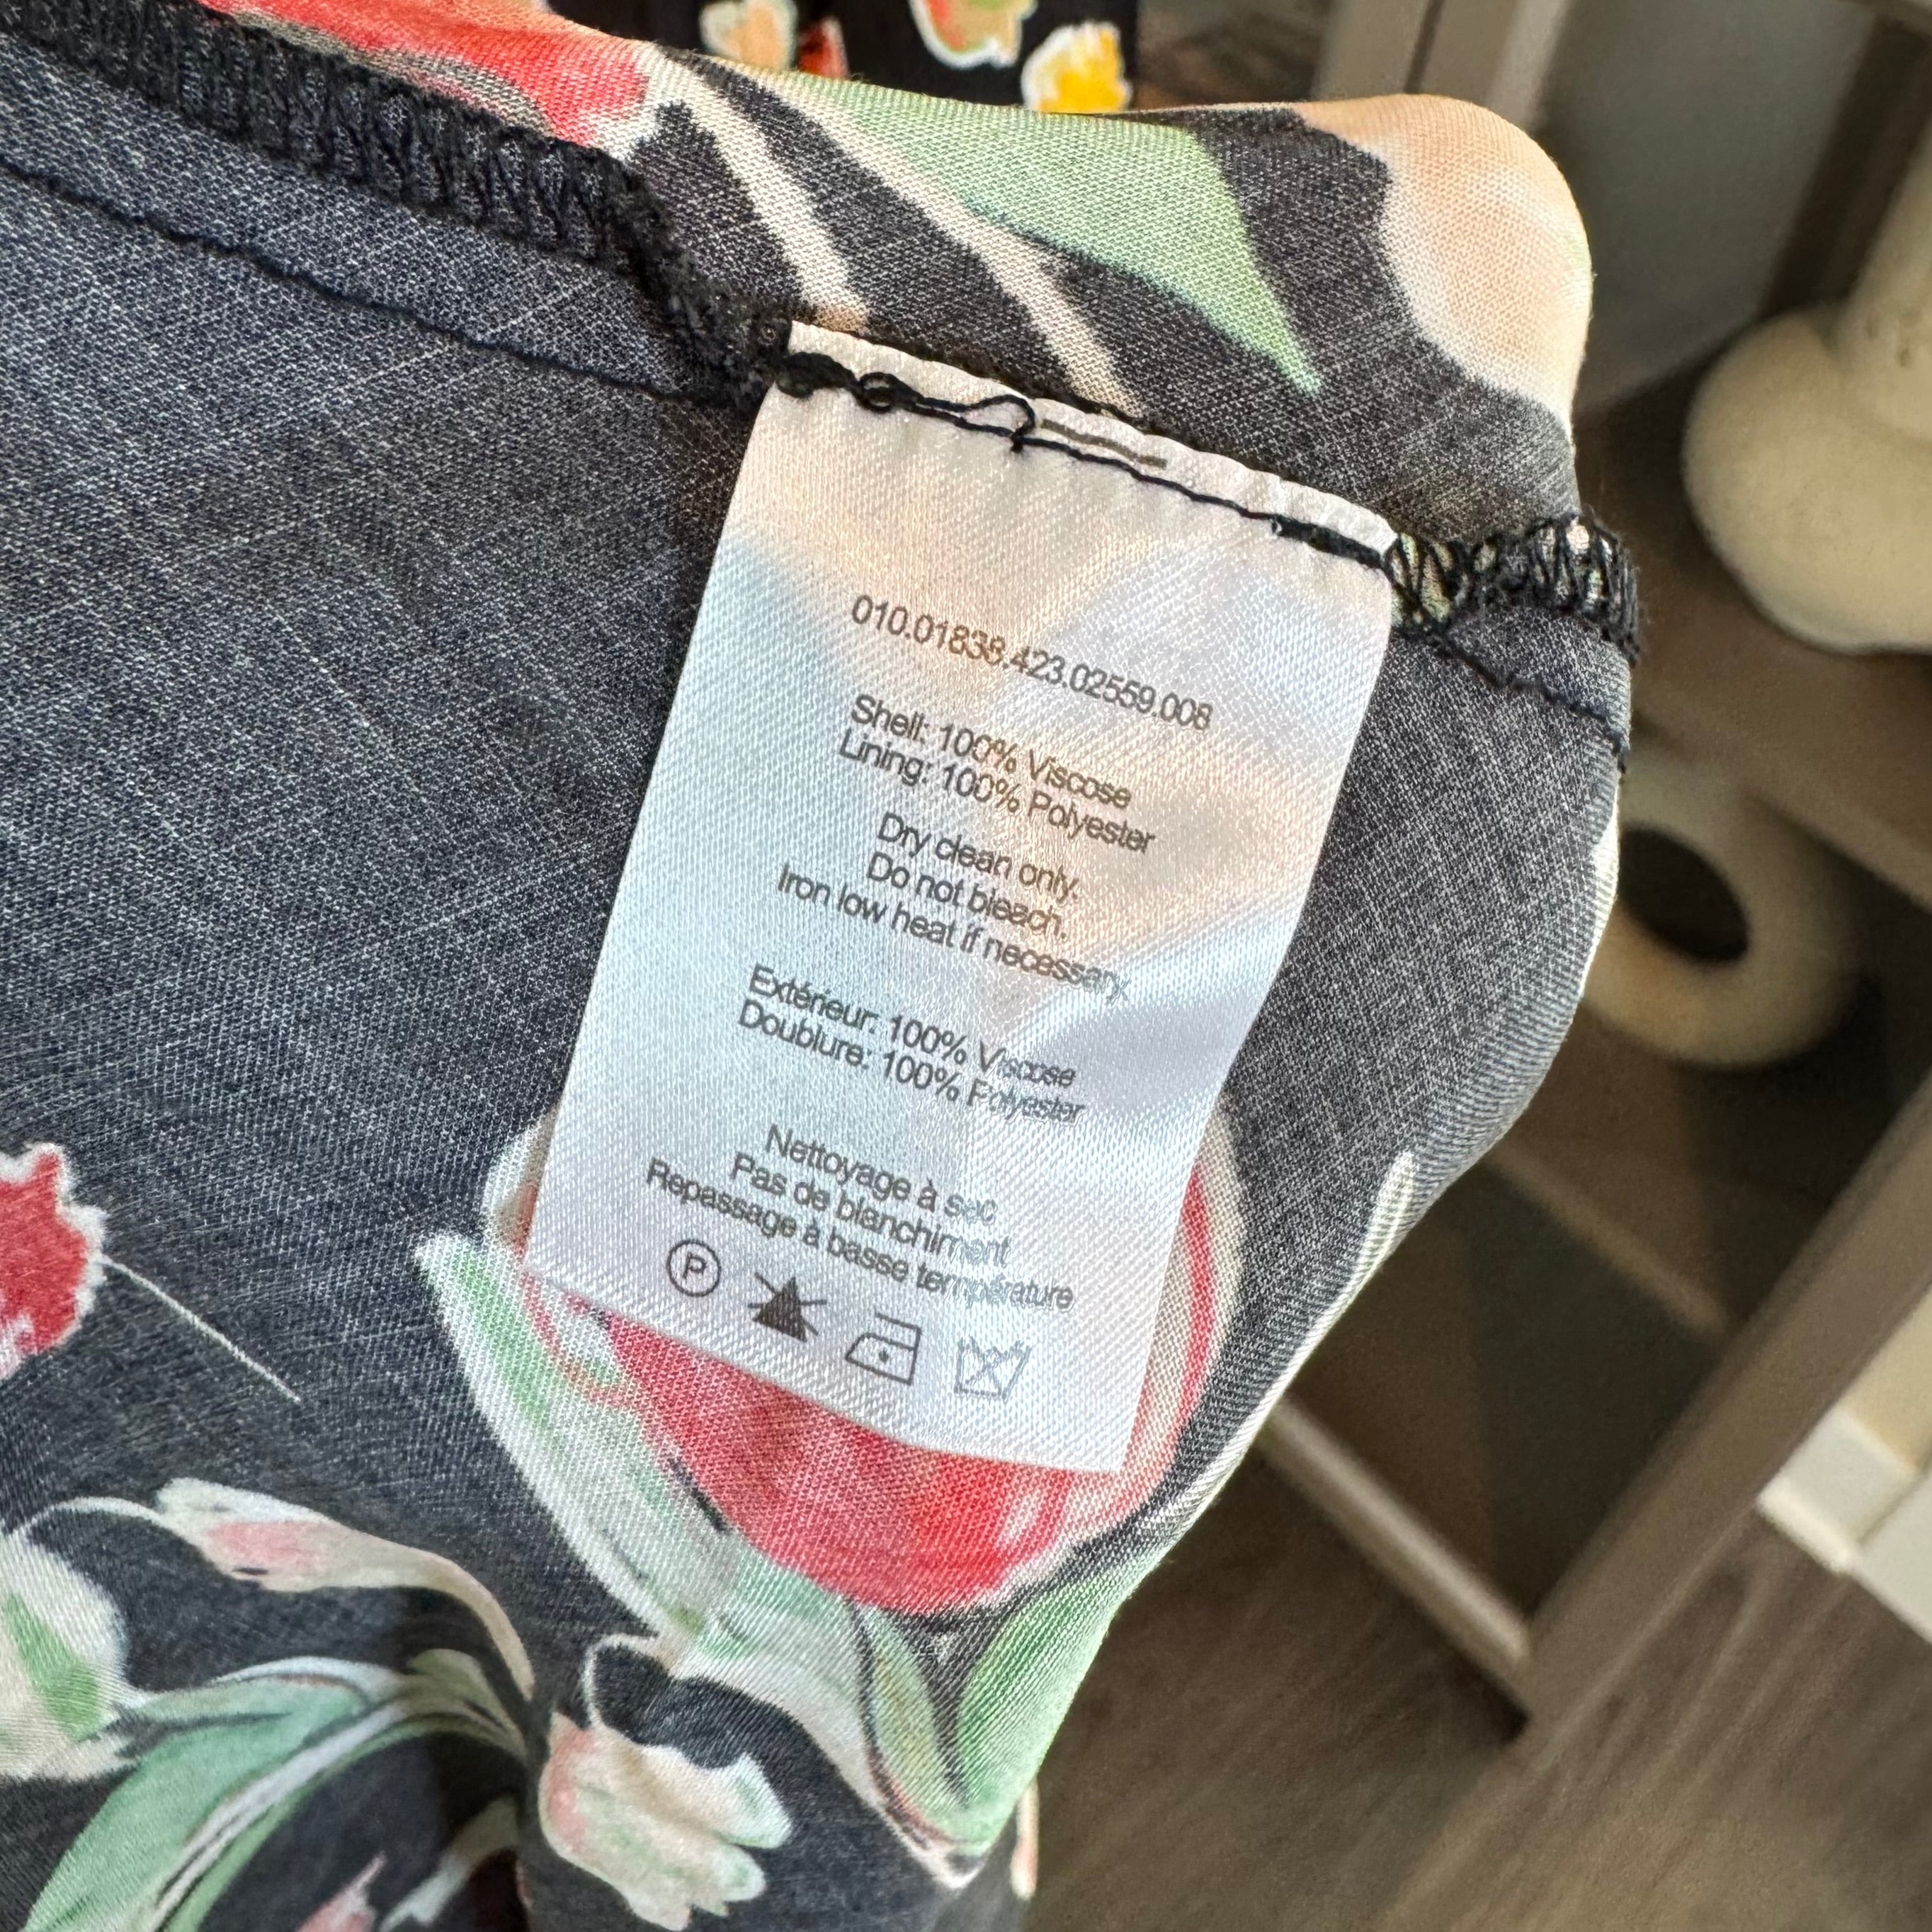 010.01838.423.02559.008
Shell: 100% Viscose
Lining: 100% Polyester
Dry clean only.
Do not bleach.
Iron low heat if necessary.
Extérieur: 100% Viscose
Doublure: 100% Polyester
Nettoyage à sec
Pas de blanchiment
Repassage à basse température
P